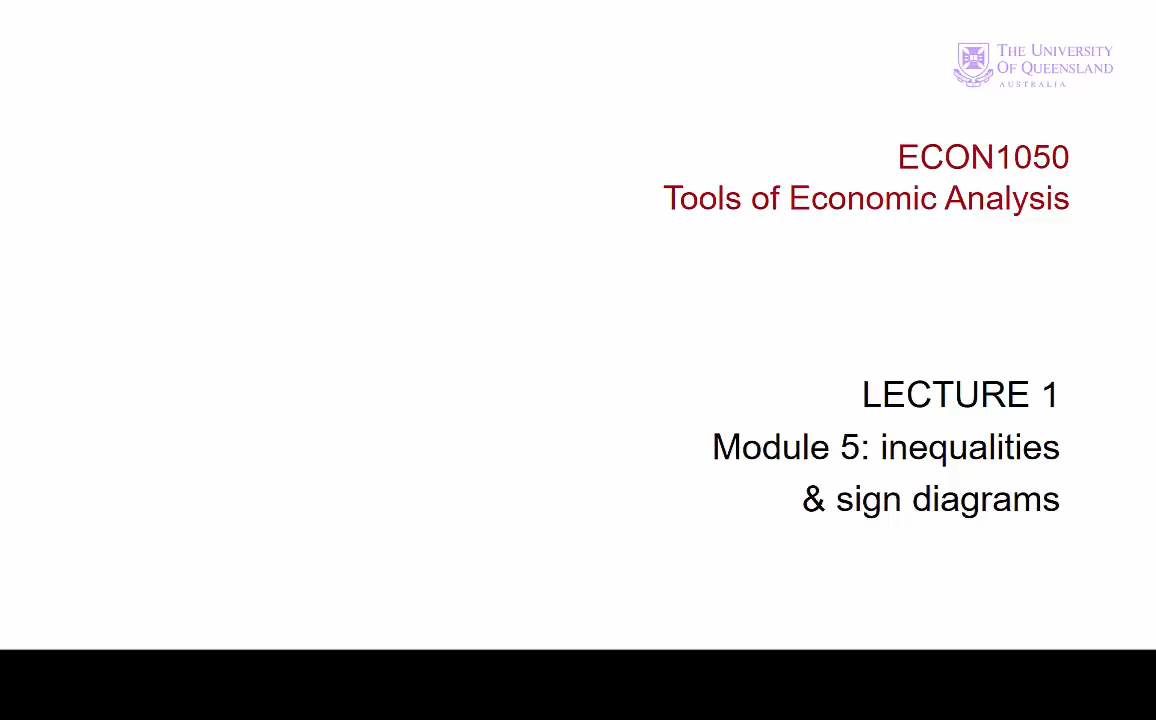 THE UNIVERSITY
OF QUEENSLAND
AUSTRALIA
ECON1050
Tools of Economic Analysis
LECTURE 1
Module 5: inequalities
& sign diagrams